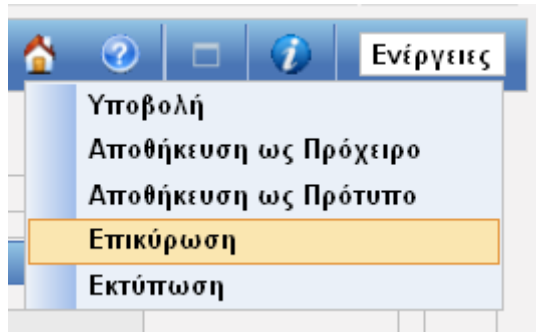 Ενέργειες
Υποβολή
Αποθήκευση ως Πρόχειρο
Αποθήκευση ως Πρότυπο
Επικύρωση
Εκτύπωση